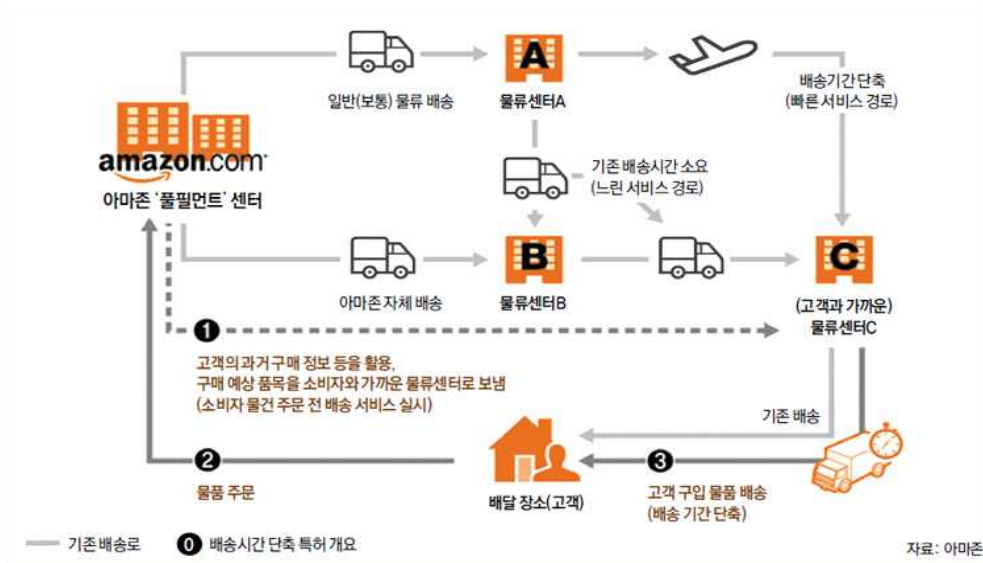 A
일반(보통) 물류 배송
물류센터A
배송기간 단축
(빠른 서비스 경로)
amazon.com
아마존 ‘풀필먼트’ 센터
기존 배송시간 소요
(느린 서비스 경로)
B
C
아마존 자체 배송
물류센터B
(고객과 가까운)
물류센터C
1
고객의 과거 구매 정보 등을 활용,
구매 예상 품목을 소비자와 가까운 물류센터로 보냄
(소비자 물건 주문 전 배송 서비스 실시)
기존 배송
2
물품 주문
배달 장소(고객)
3
고객 구입 물품 배송
(배송 기간 단축)
기존 배송로
0 배송시간 단축 특허 개요
자료: 아마존